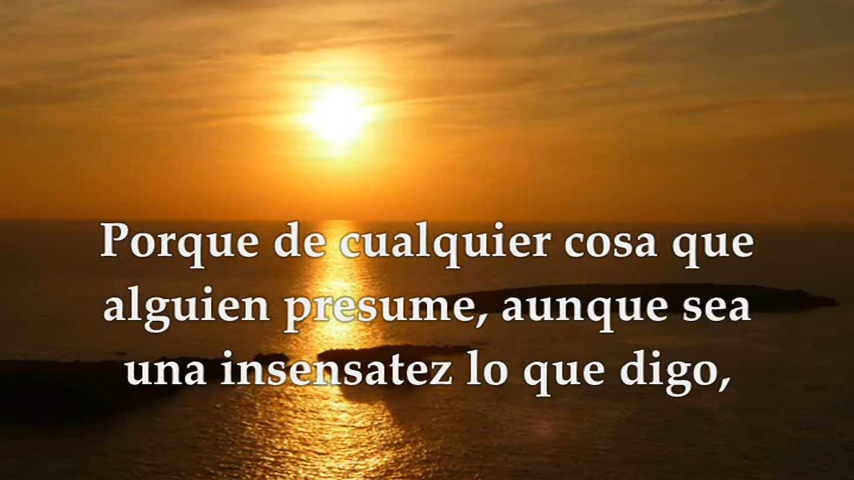 Porque de cualquier cosa que
alguien presume, aunque sea
una insensatez lo que digo,